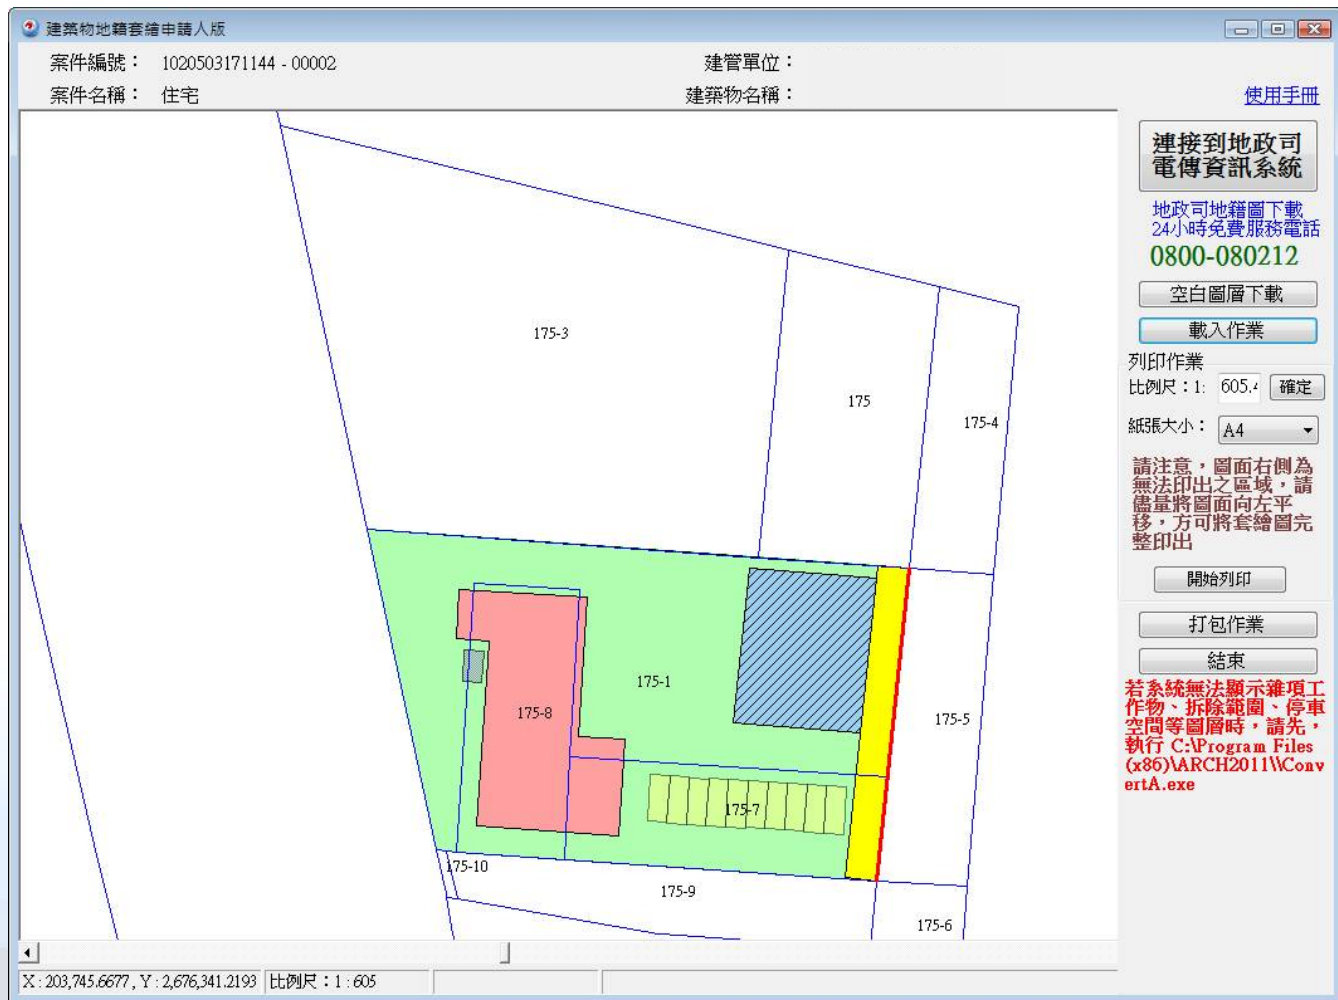 建築物地籍套繪申請人版
案件編號： 1020503171144 - 00002
建管單位：
案件名稱： 住宅
建築物名稱：
使用手冊
連接到地政司
電傳資訊系統
地政司地籍圖下載
24小時免費服務電話
0800-080212
空白圖層下載
載入作業
列印作業
比例尺：1: 605.4 確定
紙張大小： A4
請注意，圖面右側為
無法印出之區域，請
儘量將圖面向左平
移，方可將套繪圖完
整印出
開始列印
打包作業
結束
若系統無法顯示雜項工
作物、拆除範圍、停車
空間等圖層時，請先，
執行 C:\Program Files
(x86)\ARCH2011\\Conv
ertA.exe
175-3
175
175-4
175-1
175-8
175-5
175-7
175-10
175-9
175-6
X : 203,745.6677 , Y : 2,676,341.2193 比例尺：1 : 605